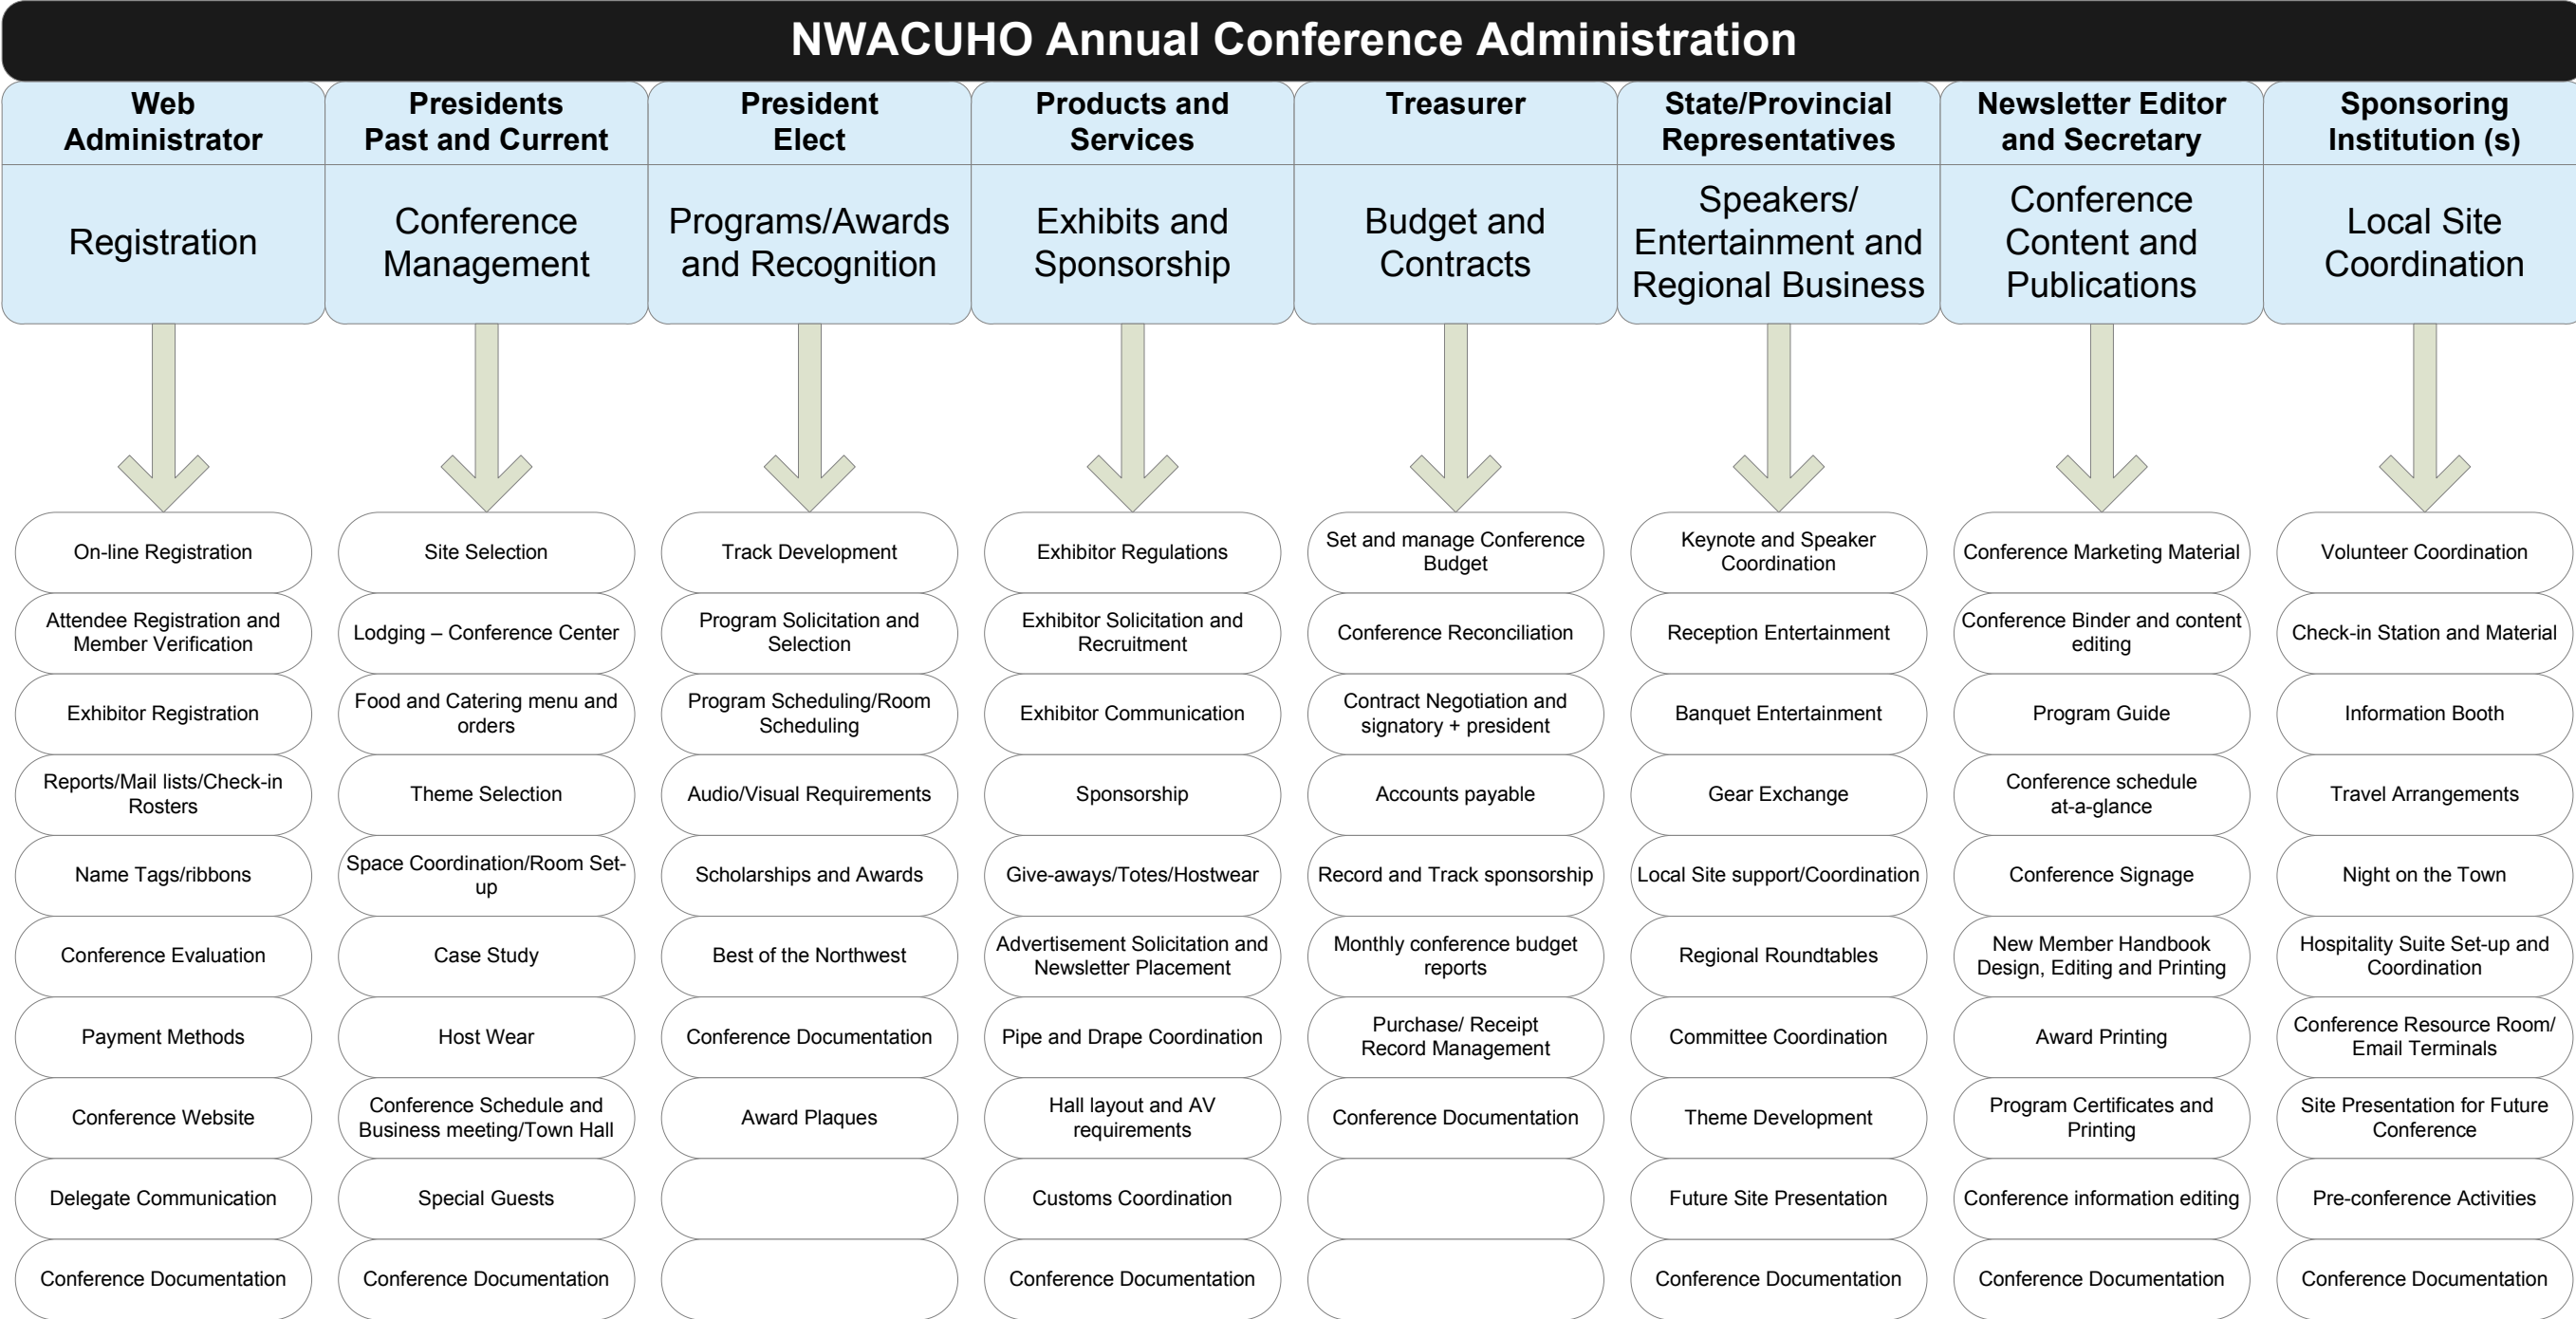 NWACUHO Annual Conference Administration
Web
Administrator
Registration
On-line Registration
Attendee Registration and
Member Verification
Exhibitor Registration
Reports/Mail lists/Check-in
Rosters
Name Tags/ribbons
Conference Evaluation
Payment Methods
Conference Website
Delegate Communication
Conference Documentation
Presidents
Past and Current
Conference
Management
Site Selection
Lodging – Conference Center
Food and Catering menu and
orders
Theme Selection
Space Coordination/Room Set-
up
Case Study
Host Wear
Conference Schedule and
Business meeting/Town Hall
Special Guests
Conference Documentation
President
Elect
Programs/Awards
and Recognition
Track Development
Program Solicitation and
Selection
Program Scheduling/Room
Scheduling
Audio/Visual Requirements
Scholarships and Awards
Best of the Northwest
Conference Documentation
Award Plaques
Products and
Services
Exhibits and
Sponsorship
Exhibitor Regulations
Exhibitor Solicitation and
Recruitment
Exhibitor Communication
Sponsorship
Give-aways/Totes/Hostwear
Advertisement Solicitation and
Newsletter Placement
Pipe and Drape Coordination
Hall layout and AV
requirements
Customs Coordination
Conference Documentation
Treasurer
Budget and
Contracts
Set and manage Conference
Budget
Conference Reconciliation
Contract Negotiation and
signatory + president
Accounts payable
Record and Track sponsorship
Monthly conference budget
reports
Purchase/ Receipt
Record Management
Conference Documentation
State/Provincial
Representatives
Speakers/
Entertainment and
Regional Business
Keynote and Speaker
Coordination
Reception Entertainment
Banquet Entertainment
Gear Exchange
Local Site support/Coordination
Regional Roundtables
Committee Coordination
Theme Development
Future Site Presentation
Conference Documentation
Newsletter Editor
and Secretary
Conference
Content and
Publications
Conference Marketing Material
Conference Binder and content
editing
Program Guide
Conference schedule
at-a-glance
Conference Signage
New Member Handbook
Design, Editing and Printing
Award Printing
Program Certificates and
Printing
Conference information editing
Conference Documentation
Sponsoring
Institution (s)
Local Site
Coordination
Volunteer Coordination
Check-in Station and Material
Information Booth
Travel Arrangements
Night on the Town
Hospitality Suite Set-up and
Coordination
Conference Resource Room/
Email Terminals
Site Presentation for Future
Conference
Pre-conference Activities
Conference Documentation